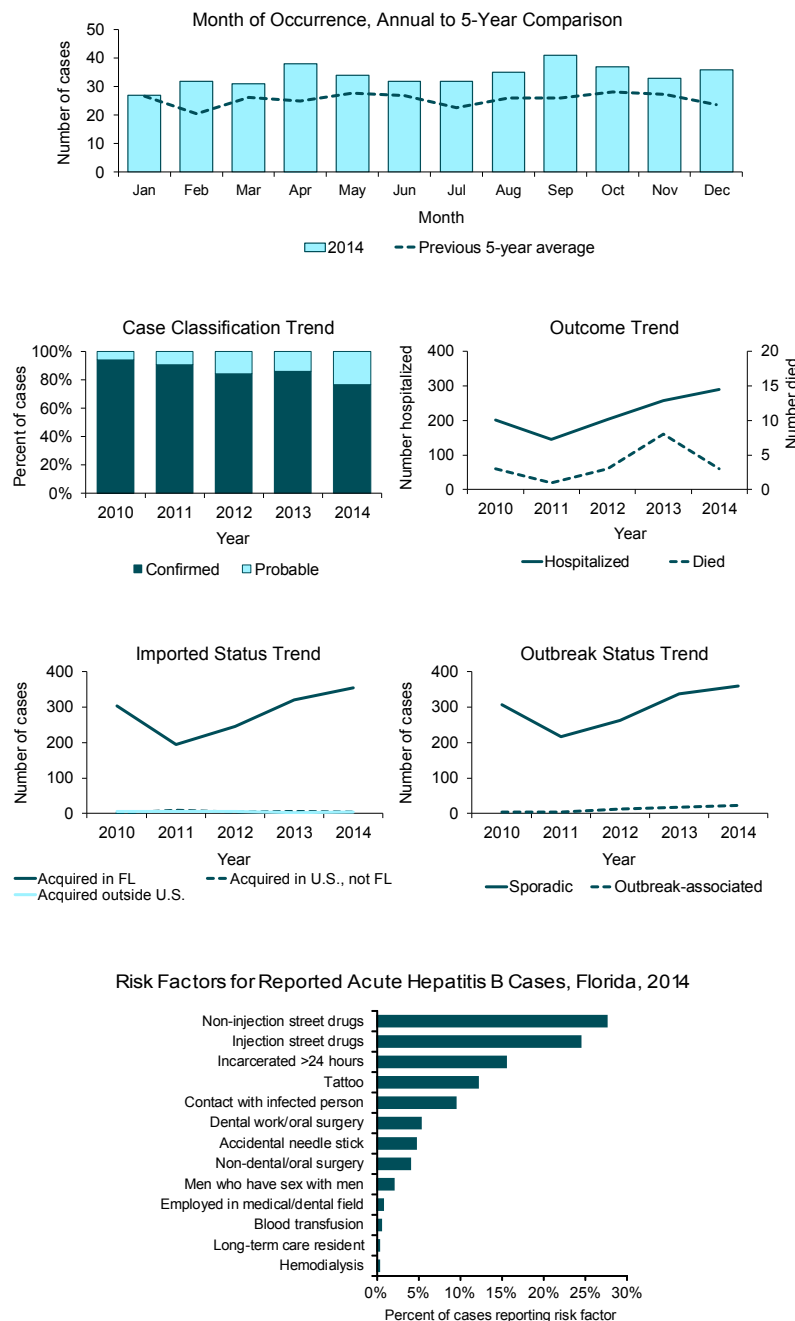 Month of Occurrence, Annual to 5-Year Comparison
Number of cases
50
40
30
20
10
0
Jan Feb Mar Apr May Jun Jul Aug Sep Oct Nov Dec
Month
2014 Previous 5-year average
Case Classification Trend
Percent of cases
100%
80%
60%
40%
20%
0%
2010 2011 2012 2013 2014
Year
Confirmed Probable
Outcome Trend
Number hospitalized
400
300
200
100
0
Number died
20
15
10
5
0
2010 2011 2012 2013 2014
Year
Hospitalized Died
Imported Status Trend
Number of cases
400
300
200
100
0
2010 2011 2012 2013 2014
Year
Acquired in FL Acquired in U.S., not FL
Acquired outside U.S.
Outbreak Status Trend
Number of cases
400
300
200
100
0
2010 2011 2012 2013 2014
Year
Sporadic Outbreak-associated
Risk Factors for Reported Acute Hepatitis B Cases, Florida, 2014
Non-injection street drugs
Injection street drugs
Incarcerated >24 hours
Tattoo
Contact with infected person
Dental work/oral surgery
Accidental needle stick
Non-dental/oral surgery
Men who have sex with men
Employed in medical/dental field
Blood transfusion
Long-term care resident
Hemodialysis
0% 5% 10% 15% 20% 25% 30%
Percent of cases reporting risk factor